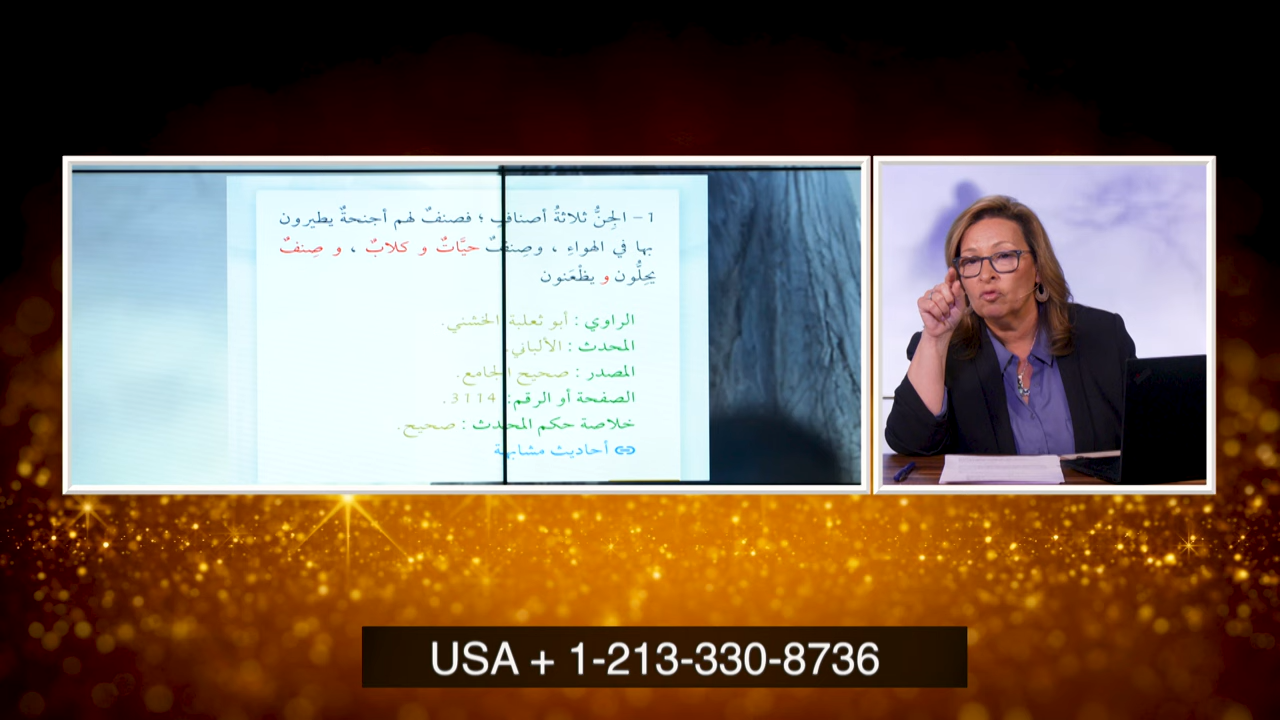 1 – الجِنُّ ثلاثةُ أصنافٍ ؛ فصنفٌ لهم أجنحةٌ يطيرون
بها في الهواءِ ، وصِنفٌ حيَّاتٌ و كلابٌ ، و صِنفٌ
يحِلُّون و يظْعَنون
الراوي : أبو ثعلبة الخشني.
المحدث : الألباني.
المصدر : صحيح الجامع.
الصفحة أو الرقم: 3114.
خلاصة حكم المحدث : صحيح.
أحاديث مشابهة
USA + 1-213-330-8736